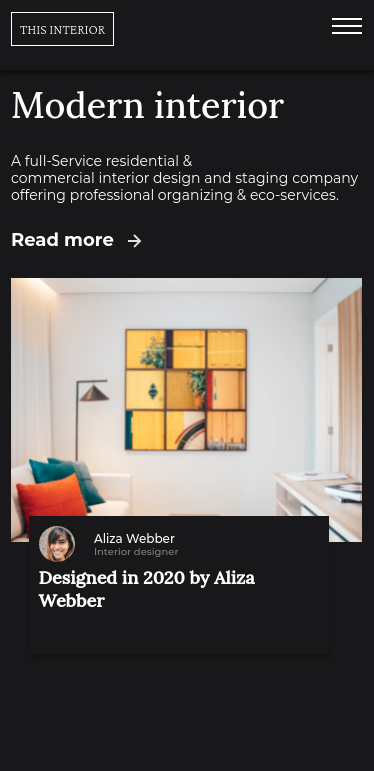 THIS INTERIOR
Modern interior
A full-Service residential &
commercial interior design and staging company
offering professional organizing & eco-services.
Read more
Aliza Webber
Interior designer
Designed in 2020 by Aliza
Webber